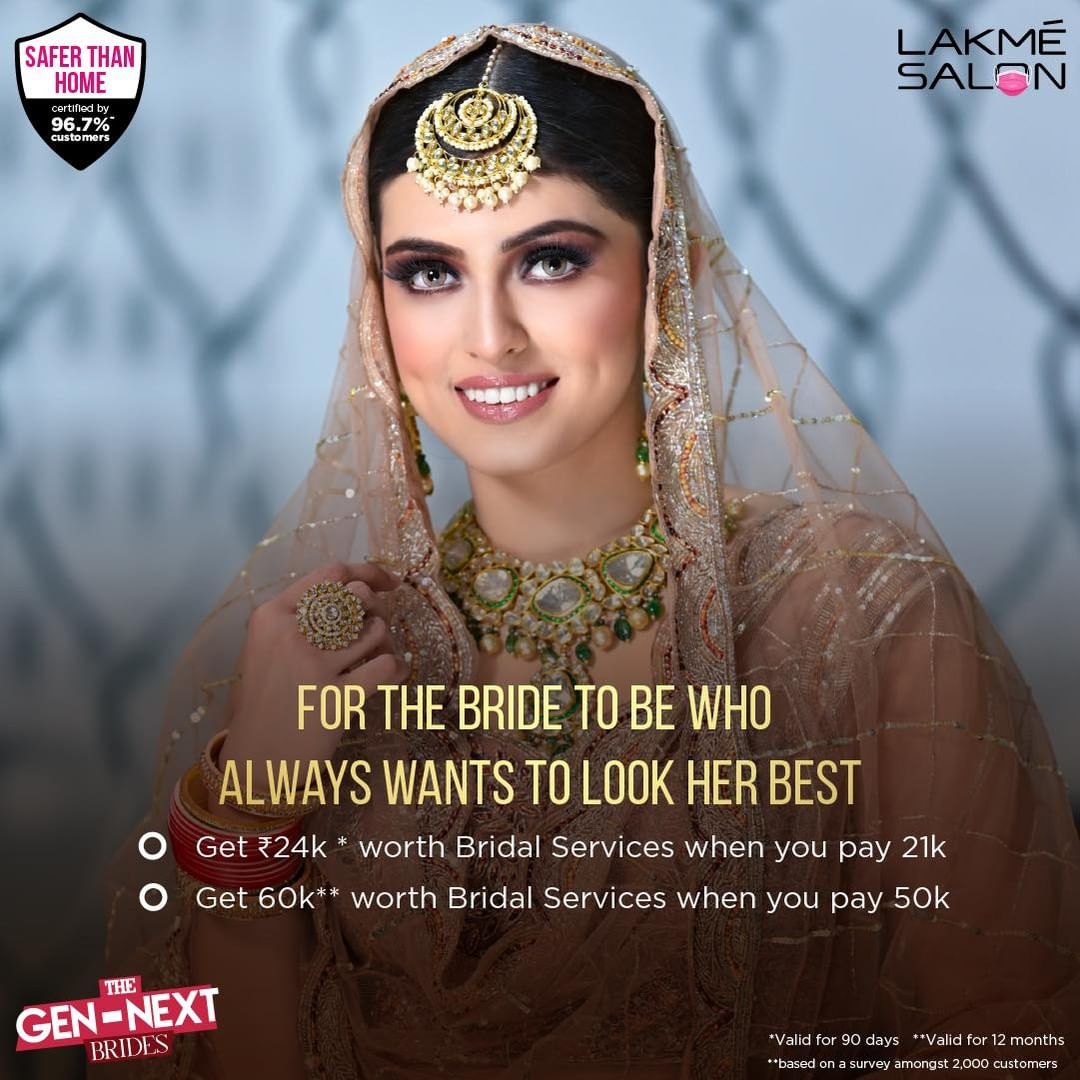 SAFER THAN
HOME
certified by
96.7%~
customers
LAKMÉ
SALON
FOR THE BRIDE TO BE WHO
ALWAYS WANTS TO LOOK HER BEST
Get ₹24k * worth Bridal Services when you pay 21k
Get 60k** worth Bridal Services when you pay 50k
THE
GEN-NEXT
BRIDES
*Valid for 90 days **Valid for 12 months
~based on a survey amongst 2,000 customers